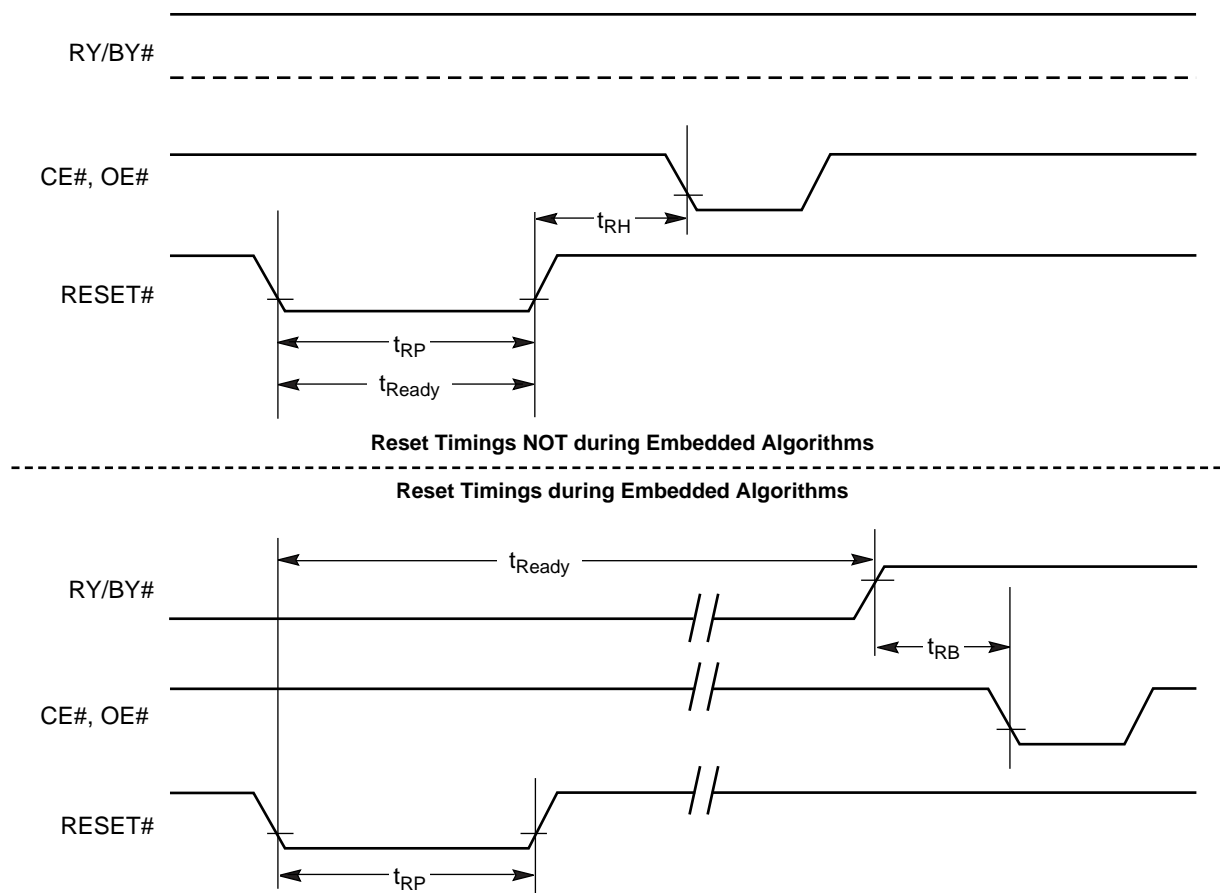 RY/BY#
CE#, OE#
tRH
RESET#
tRP
tReady
Reset Timings NOT during Embedded Algorithms
Reset Timings during Embedded Algorithms
tReady
RY/BY#
tRB
CE#, OE#
RESET#
tRP